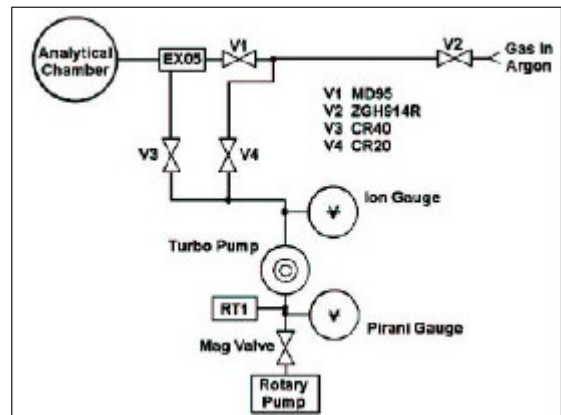 Analytical
Chamber
EX05
V1
V2
Gas In
Argon
V1 MD95
V2 ZGH914R
V3 CR40
V4 CR20
V3
V4
Ion Gauge
Turbo Pump
RT1
Pirani Gauge
Mag Valve
Rotary
Pump